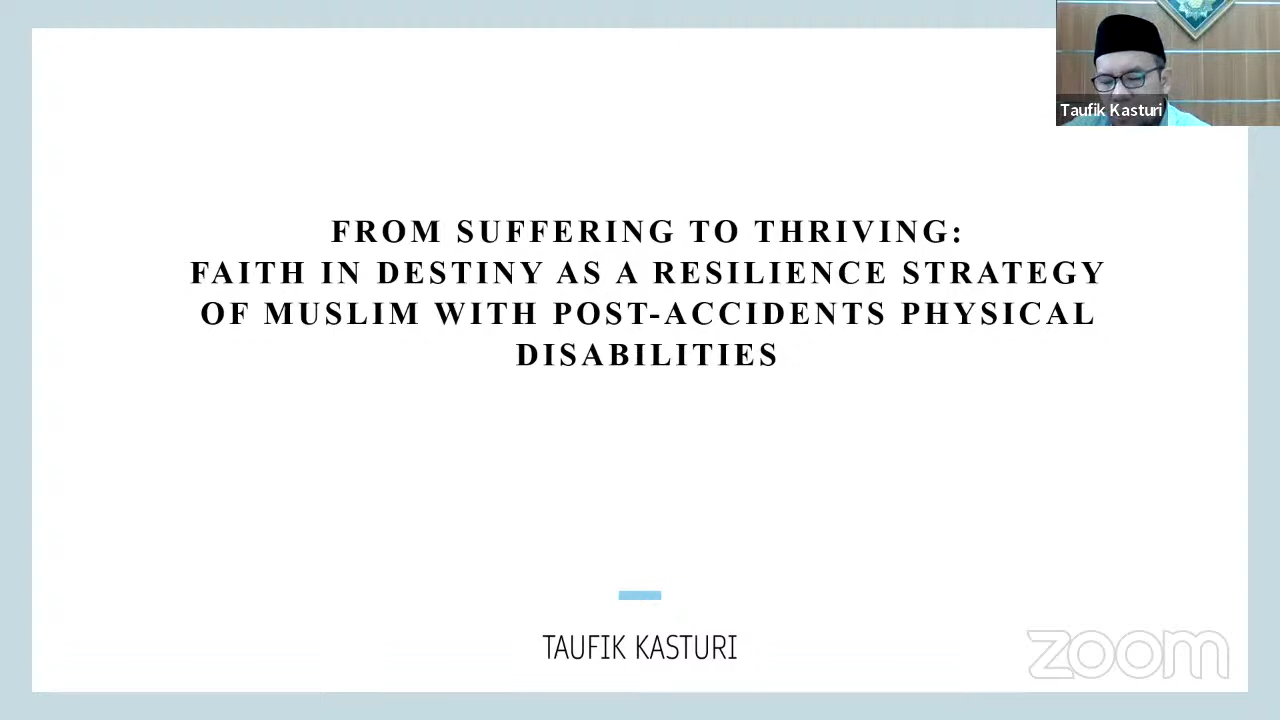 Taufik Kasturi
FROM SUFFERING TO THRIVING:
FAITH IN DESTINY AS A RESILIENCE STRATEGY
OF MUSLIM WITH POST-ACCIDENTS PHYSICAL
DISABILITIES
TAUFIK KASTURI
zoom